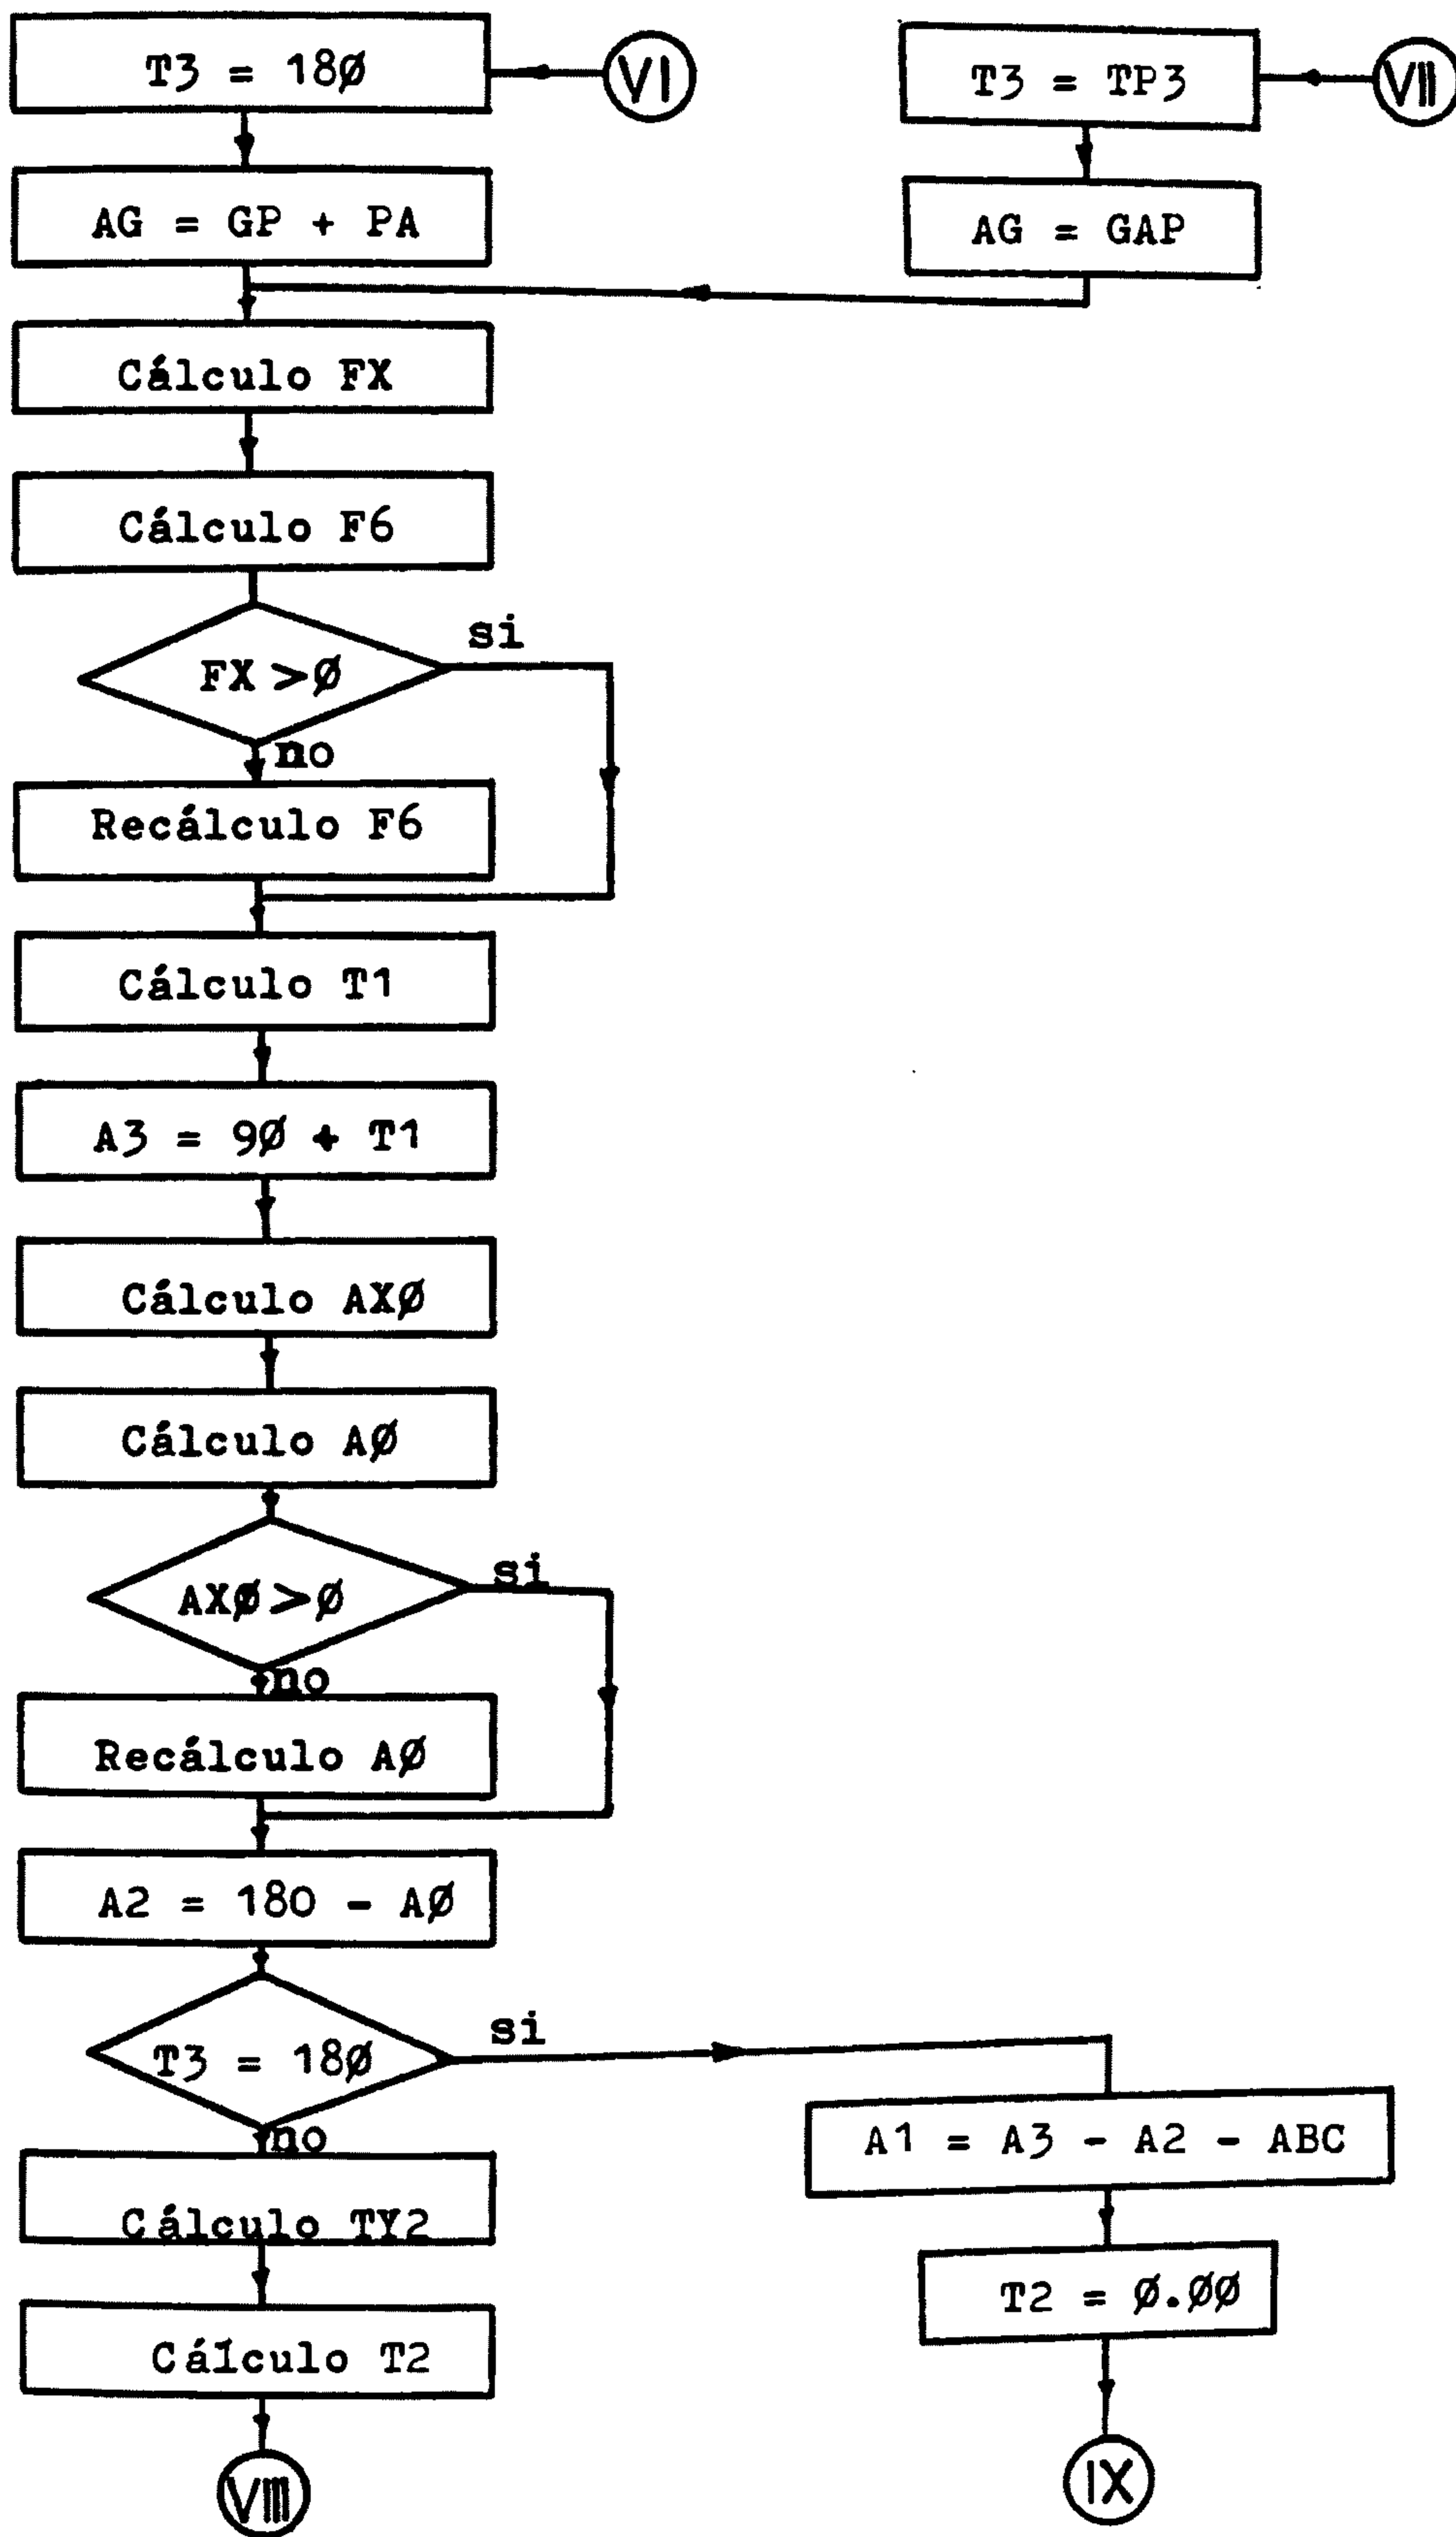 T3 = 18Ø
VI
T3 = TP3
VII
AG = GP + PA
AG = GAP
Cálculo FX
Cálculo F6
FX > Ø
si
no
Recálculo F6
Cálculo T1
A3 = 9Ø + T1
Cálculo AXØ
Cálculo AØ
AXØ > Ø
si
no
Recálculo AØ
A2 = 180 - AØ
T3 = 18Ø
si
no
A1 = A3 - A2 - ABC
Cálculo TY2
T2 = Ø.ØØ
Cálculo T2
VIII
IX